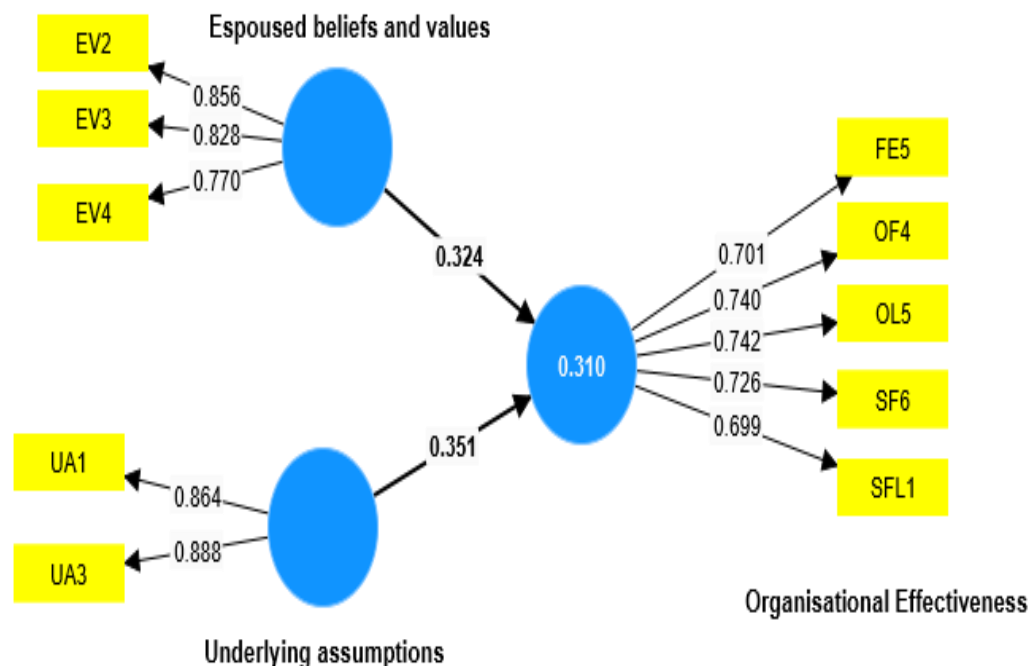 Espoused beliefs and values
EV2
0.856
EV3
0.828
EV4
0.770
0.324
FE5
0.701
OF4
0.740
OL5
0.742
0.310
SF6
0.726
SFL1
0.699
0.351
UA1
0.864
UA3
0.888
Organisational Effectiveness
Underlying assumptions